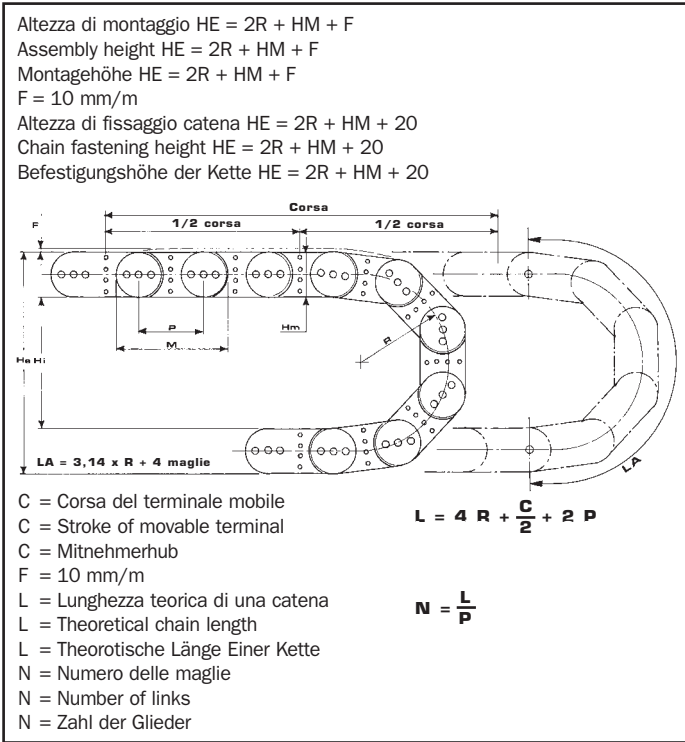 Altezza di montaggio HE = 2R + HM + F
Assembly height HE = 2R + HM + F
Montagehöhe HE = 2R + HM + F
F = 10 mm/m
Altezza di fissaggio catena HE = 2R + HM + 20
Chain fastening height HE = 2R + HM + 20
Befestigungshöhe der Kette HE = 2R + HM + 20
Corsa
1/2 corsa 1/2 corsa
F
P
M
Hm
R
He Hi
LA
LA = 3,14 x R + 4 maglie
C = Corsa del terminale mobile
C = Stroke of movable terminal
C = Mitnehmerhub
F = 10 mm/m
L = Lunghezza teorica di una catena
L = Theoretical chain length
L = Theorotische Länge Einer Kette
N = Numero delle maglie
N = Number of links
N = Zahl der Glieder
L = 4 R + C/2 + 2 P
N = L/P